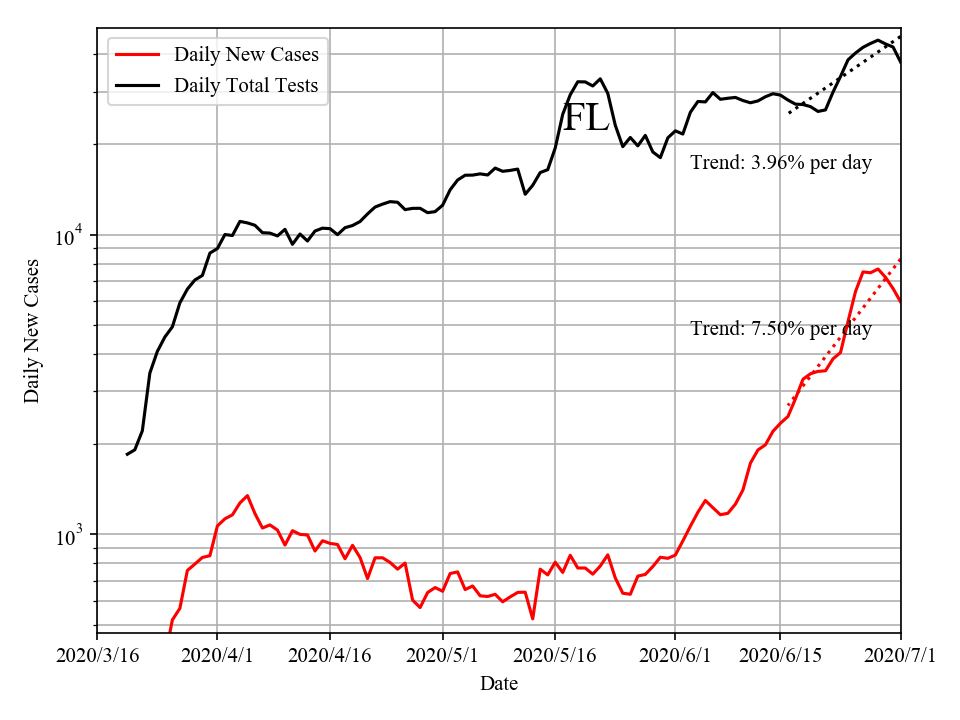 Daily New Cases
Daily Total Tests
FL
Trend: 3.96% per day
Trend: 7.50% per day
10^4
10^3
Daily New Cases
2020/3/16 2020/4/1 2020/4/16 2020/5/1 2020/5/16 2020/6/1 2020/6/15 2020/7/1
Date